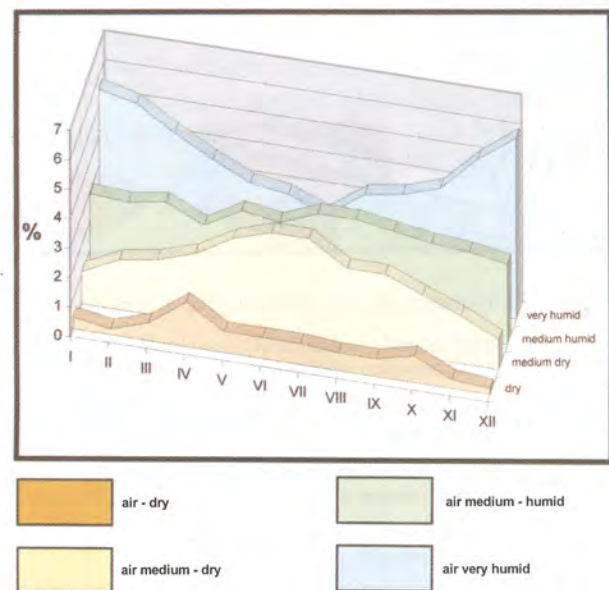 7
6
5
4
3
2
1
0
%
I II III IV V VI VII VIII IX X XI XII
very humid
medium humid
medium dry
dry
air - dry
air medium - humid
air medium - dry
air very humid